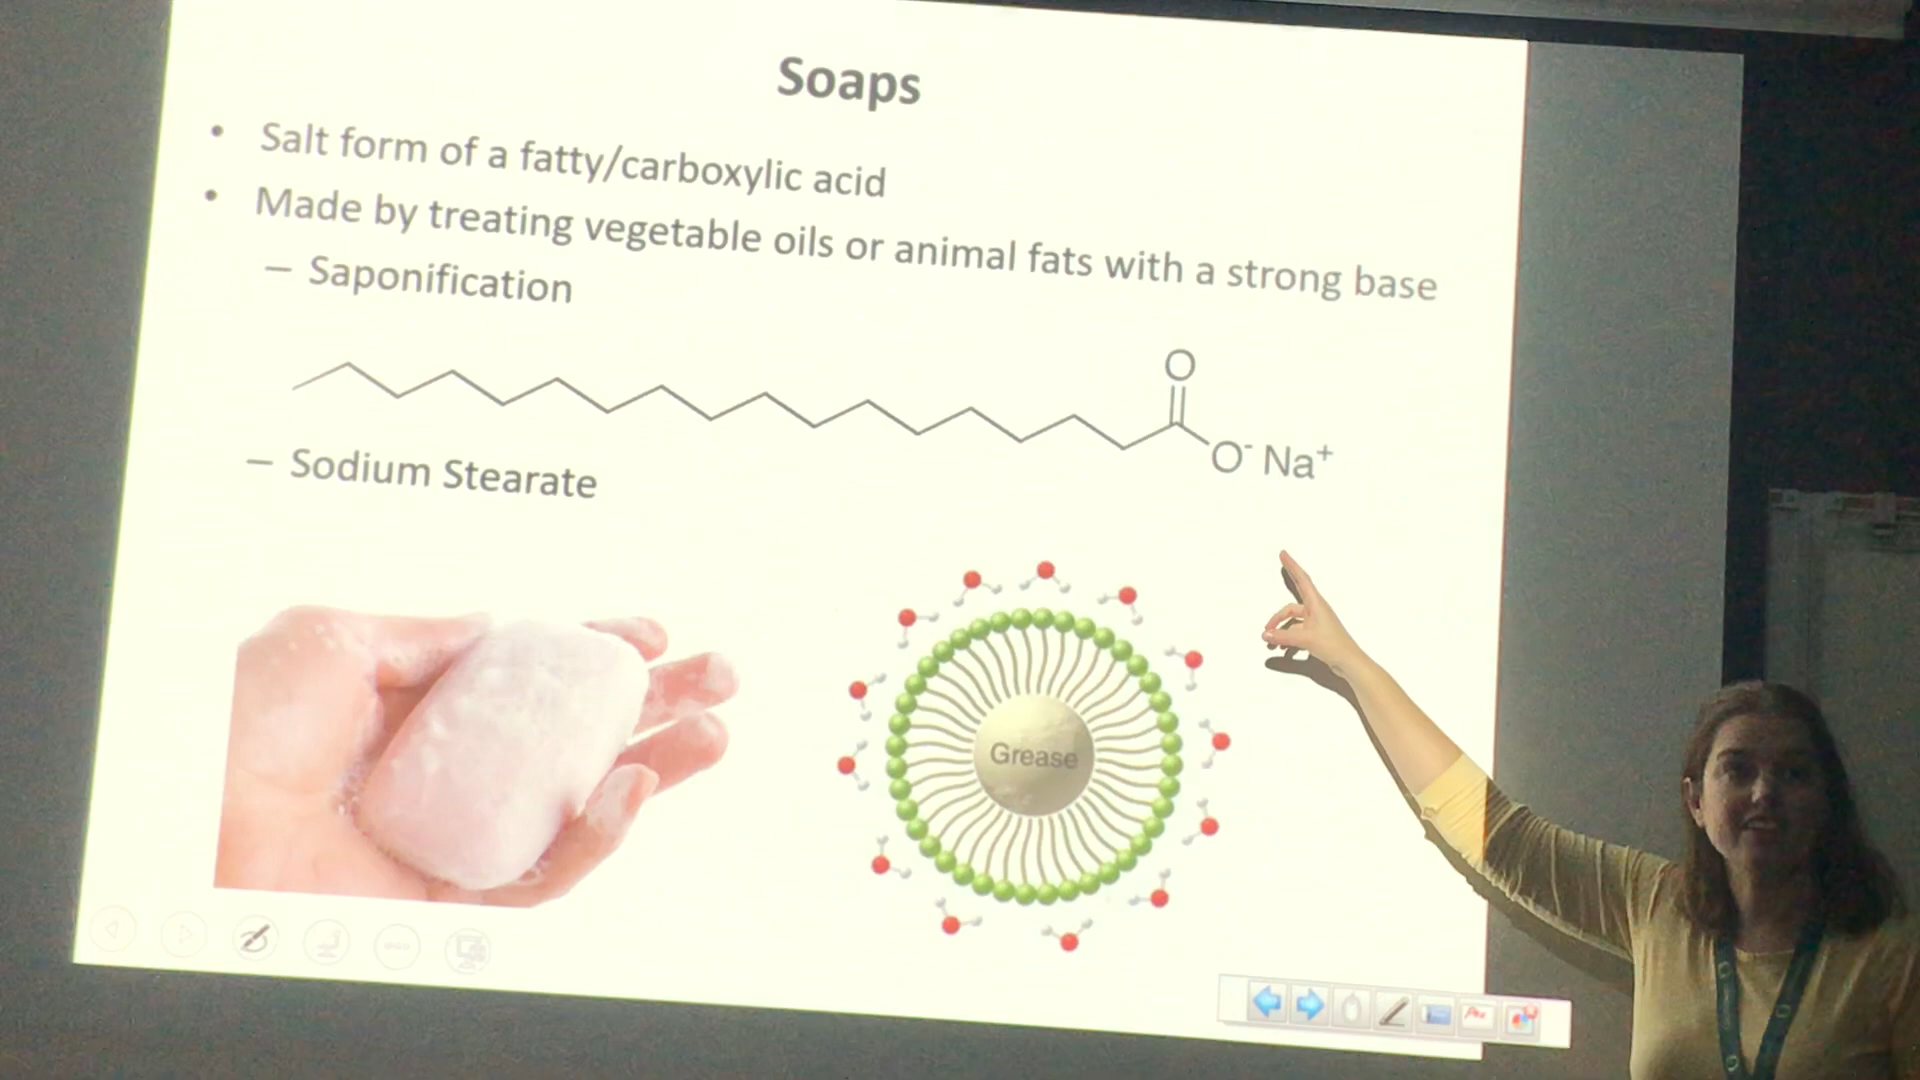 Soaps
• Salt form of a fatty/carboxylic acid
• Made by treating vegetable oils or animal fats with a strong base
– Saponification
O
O⁻ Na⁺
– Sodium Stearate
Grease